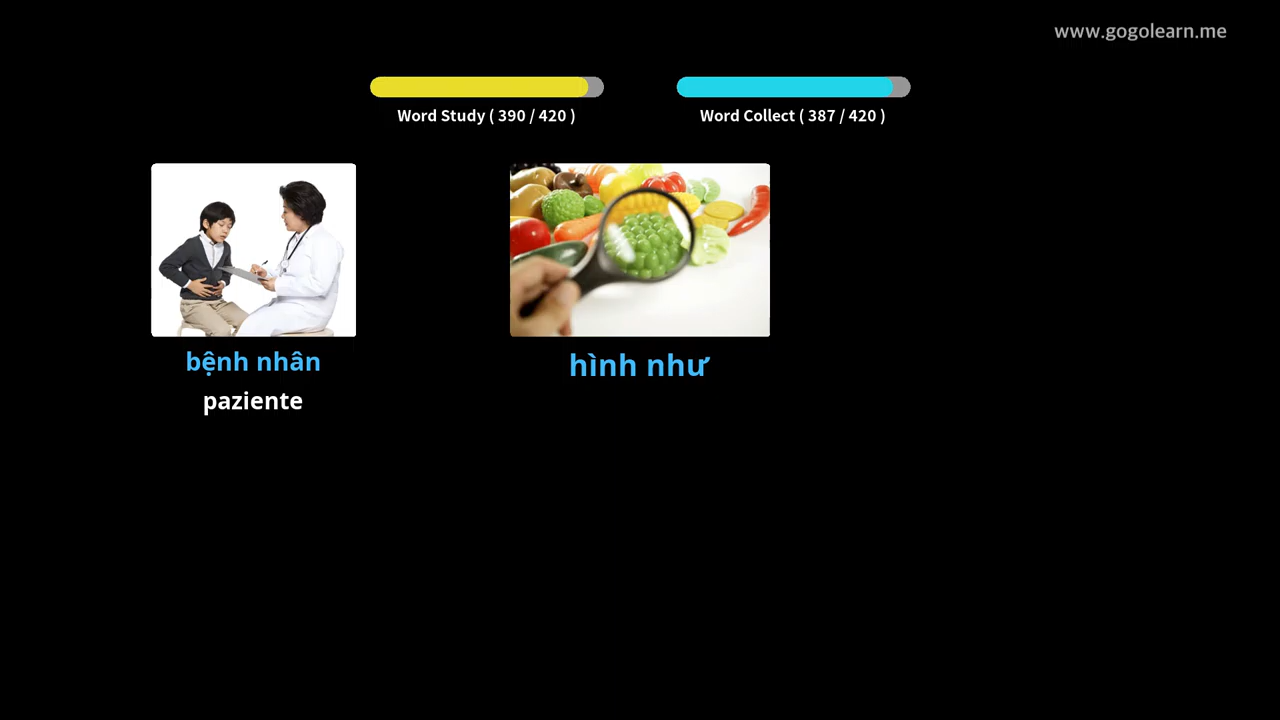 www.gogolearn.me
Word Study ( 390 / 420 )
Word Collect ( 387 / 420 )
bệnh nhân
paziente
hình như